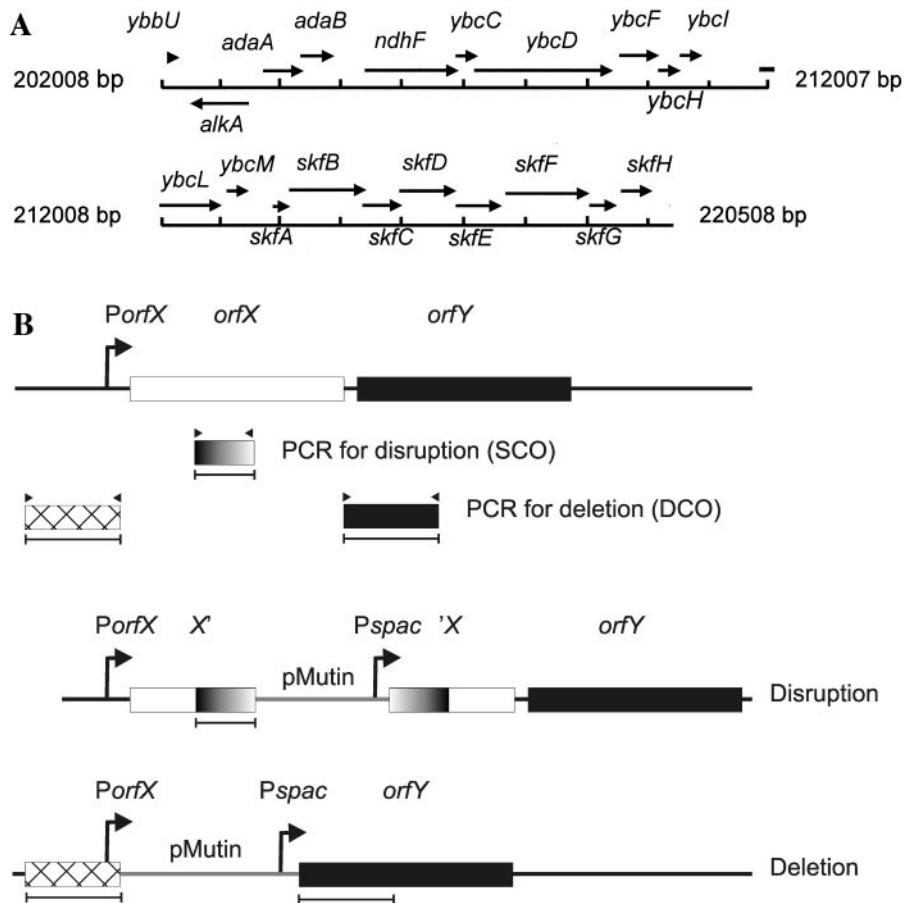 A
ybbU adaA adaB ndhF ybcC ybcD ybcF ybcI
202008 bp 212007 bp
alkA ybcH
ybcL ybcM skfB skfD skfF skfH
212008 bp 220508 bp
skfA skfC skfE skfG
B
PorfX orfX orfY
PCR for disruption (SCO)
PCR for deletion (DCO)
PorfX X' Pspac 'X orfY
pMutin
Disruption
PorfX Pspac orfY
pMutin
Deletion